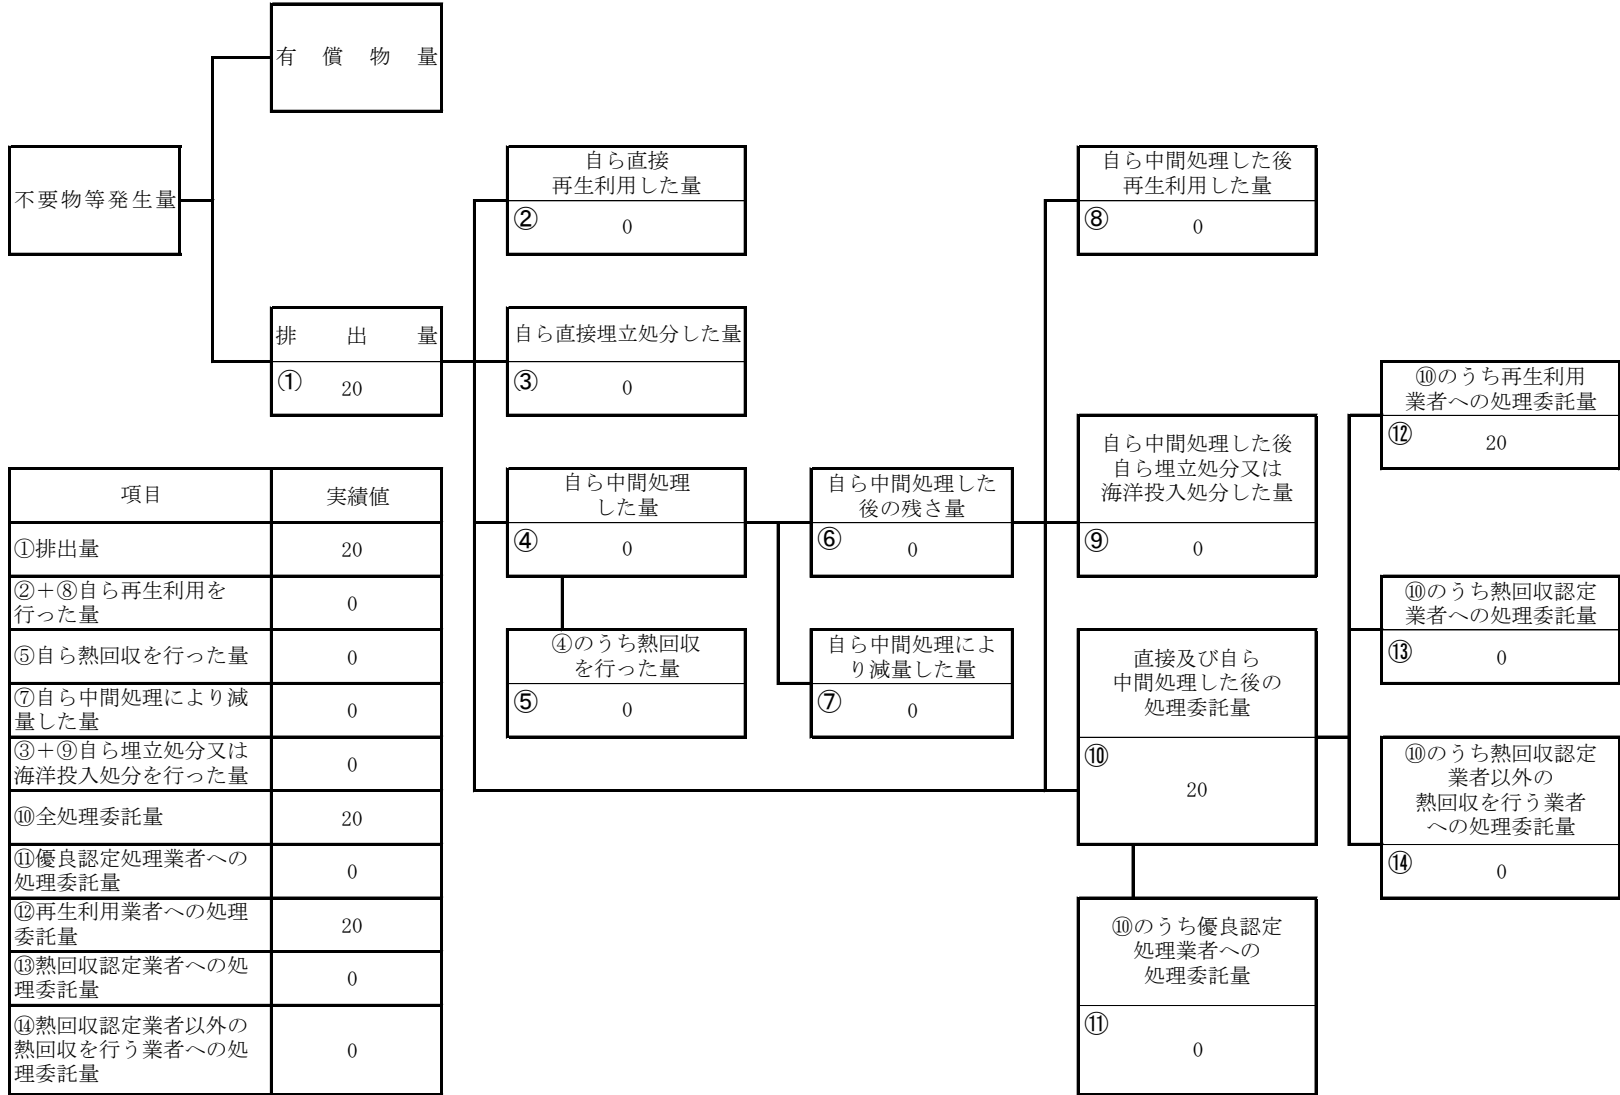 有償物量
不要物等発生量
自ら直接
再生利用した量
② 0
自ら中間処理した後
再生利用した量
⑧ 0
排出量
① 20
自ら直接埋立処分した量
③ 0
⑩のうち再生利用
業者への処理委託量
⑫ 20
自ら中間処理した後
自ら埋立処分又は
海洋投入処分した量
⑨ 0
自ら中間処理
した量
④ 0
自ら中間処理した
後の残さ量
⑥ 0
⑩のうち熱回収認定
業者への処理委託量
⑬ 0
④のうち熱回収
を行った量
⑤ 0
自ら中間処理によ
り減量した量
⑦ 0
直接及び自ら
中間処理した後の
処理委託量
⑩ 20
⑩のうち熱回収認定
業者以外の
熱回収を行う業者
への処理委託量
⑭ 0
⑩のうち優良認定
処理業者への
処理委託量
⑪ 0
項目 実績値
①排出量 20
②+⑧自ら再生利用を
行った量 0
⑤自ら熱回収を行った量 0
⑦自ら中間処理により減
量した量 0
③+⑨自ら埋立処分又は
海洋投入処分を行った量 0
⑩全処理委託量 20
⑪優良認定処理業者への
処理委託量 0
⑫再生利用業者への処理
委託量 20
⑬熱回収認定業者への処
理委託量 0
⑭熱回収認定業者以外の
熱回収を行う業者への処
理委託量 0